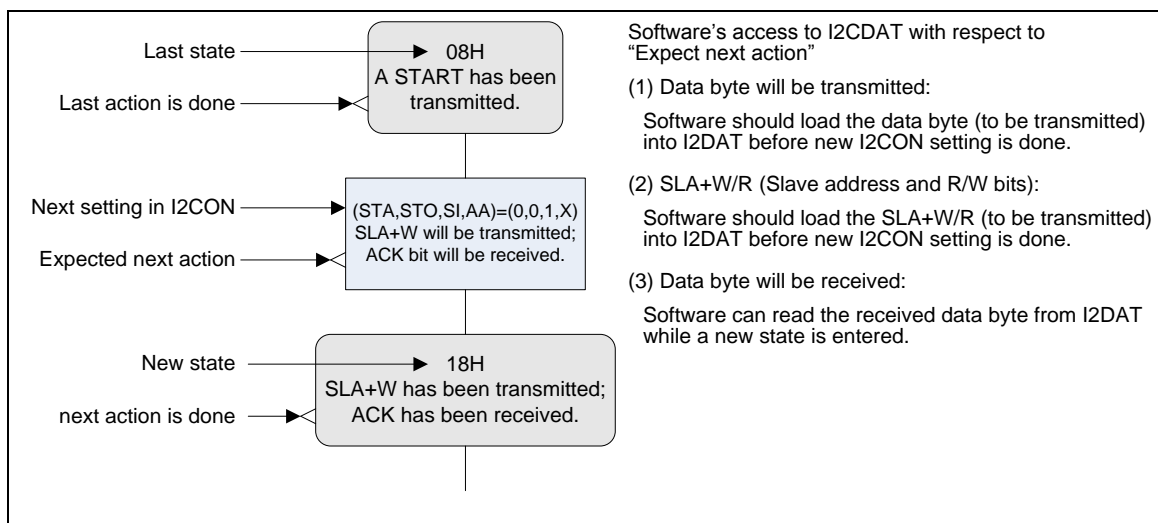 Last state
08H
A START has been
Last action is done
transmitted.
Next setting in I2CON
(STA,STO,SI,AA)=(0,0,1,X)
SLA+W will be transmitted;
Expected next action
ACK bit will be received.
New state
18H
SLA+W has been transmitted;
next action is done
ACK has been received.
Software’s access to I2CDAT with respect to
“Expect next action”
(1) Data byte will be transmitted:
Software should load the data byte (to be transmitted)
into I2DAT before new I2CON setting is done.
(2) SLA+W/R (Slave address and R/W bits):
Software should load the SLA+W/R (to be transmitted)
into I2DAT before new I2CON setting is done.
(3) Data byte will be received:
Software can read the received data byte from I2DAT
while a new state is entered.